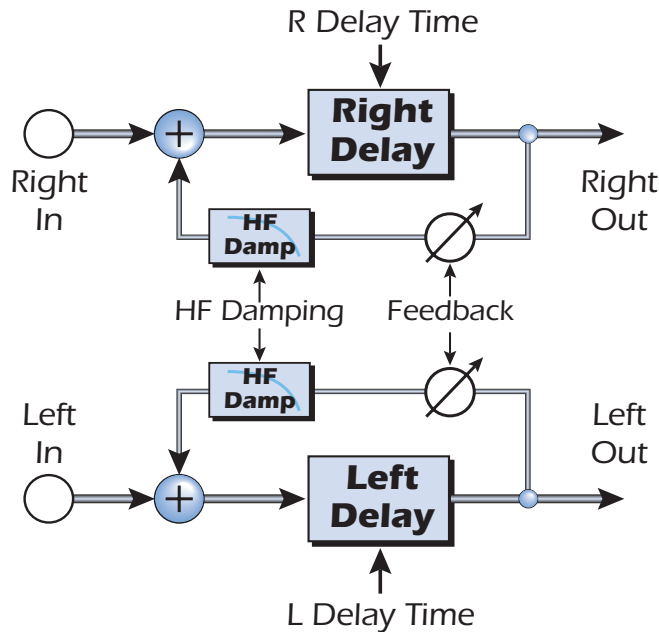 R Delay Time
Right
Delay
Right
In
Right
Out
HF
Damp
HF Damping
Feedback
HF
Damp
Left
In
Left
Out
Left
Delay
L Delay Time